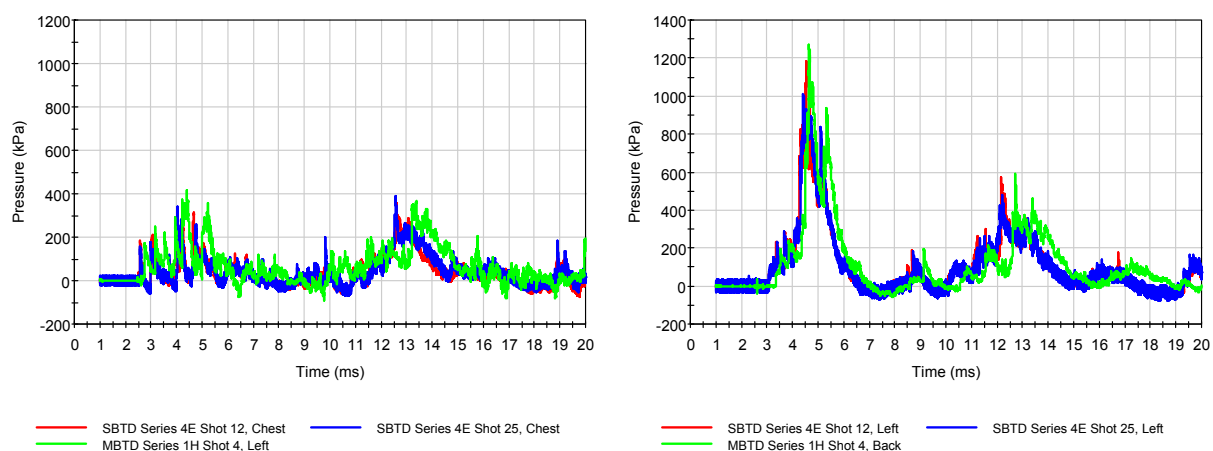 1200
1000
800
600
400
200
0
-200
Pressure (kPa)
0 1 2 3 4 5 6 7 8 9 10 11 12 13 14 15 16 17 18 19 20
Time (ms)
SBTD Series 4E Shot 12, Chest
SBTD Series 4E Shot 25, Chest
MBTD Series 1H Shot 4, Left
1400
1200
1000
800
600
400
200
0
-200
Pressure (kPa)
0 1 2 3 4 5 6 7 8 9 10 11 12 13 14 15 16 17 18 19 20
Time (ms)
SBTD Series 4E Shot 12, Left
SBTD Series 4E Shot 25, Left
MBTD Series 1H Shot 4, Back